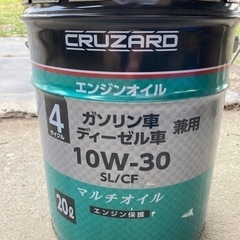 CRUZARD
エンジンオイル
4
サイクル
ガソリン車
ディーゼル車
兼用
10W-30
SL/CF
マルチオイル
20ℓ
エンジン保護